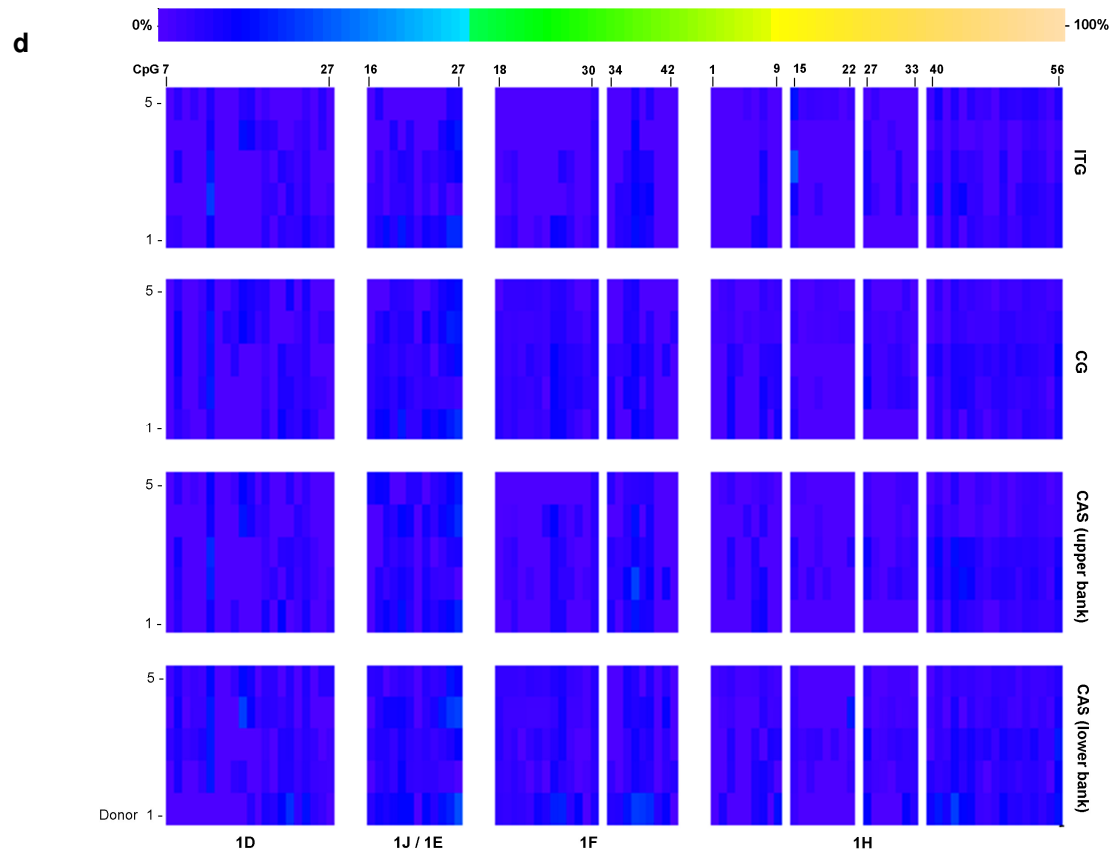 d
0% 100%
CpG 7 27 16 27 18 30 34 42 1 9 15 22 27 33 40 56
5 -
ITG
1 -
5 -
CG
1 -
5 -
CAS (upper bank)
1 -
5 -
CAS (lower bank)
Donor 1 -
1D 1J / 1E 1F 1H